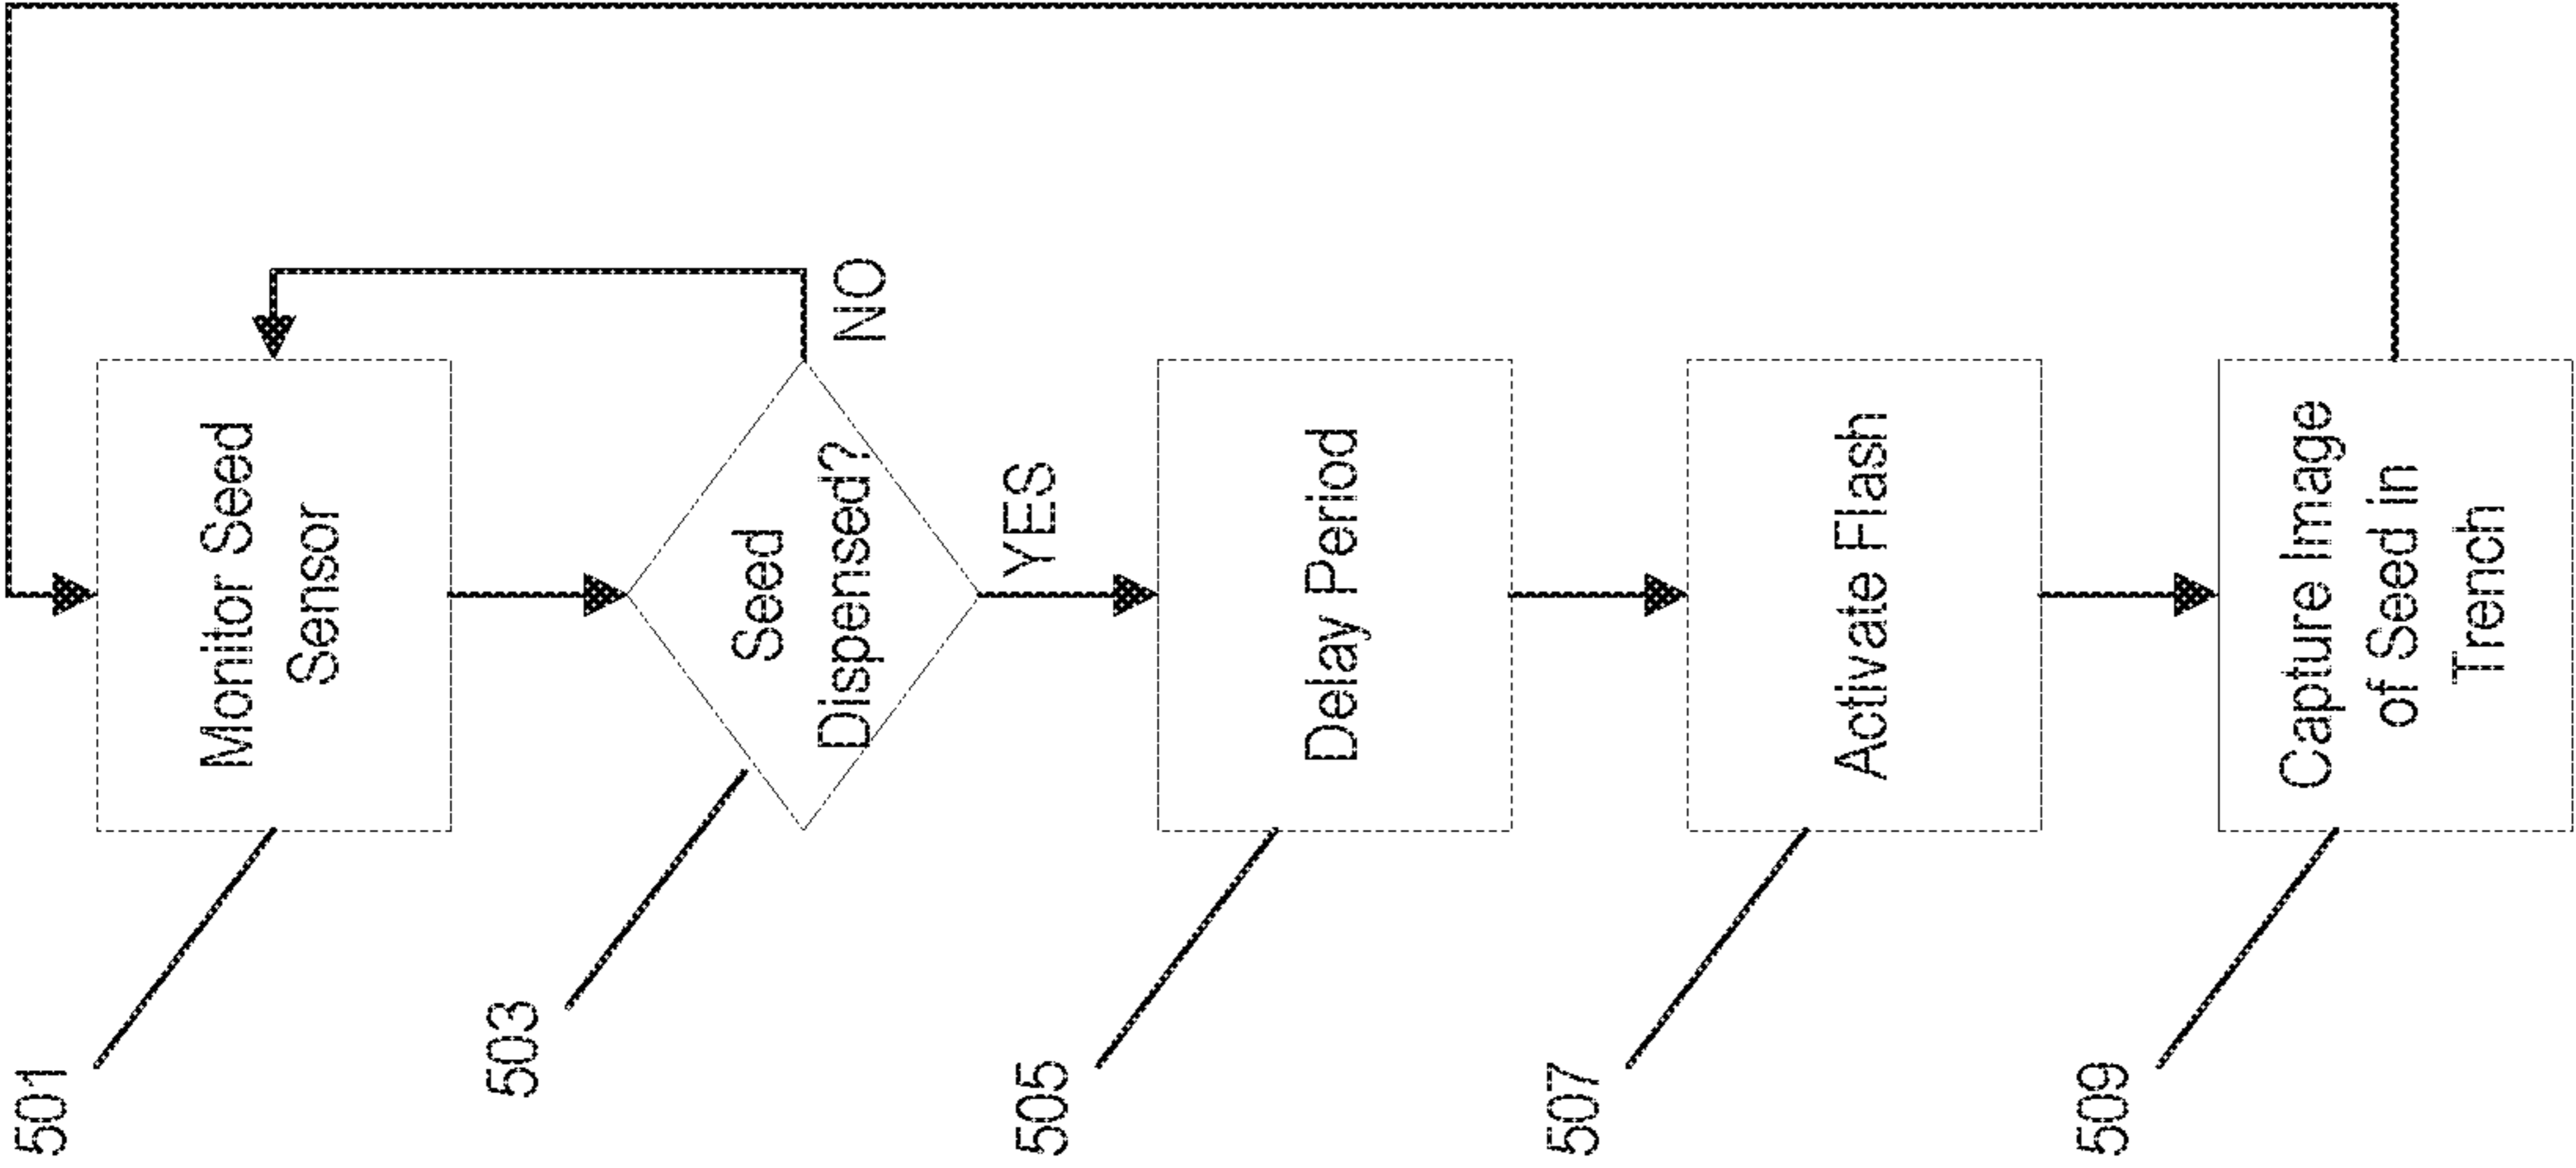 501
Monitor Seed
Sensor
503
Seed
Dispensed?
NO
YES
505
Delay Period
507
Activate Flash
509
Capture Image
of Seed in
Trench